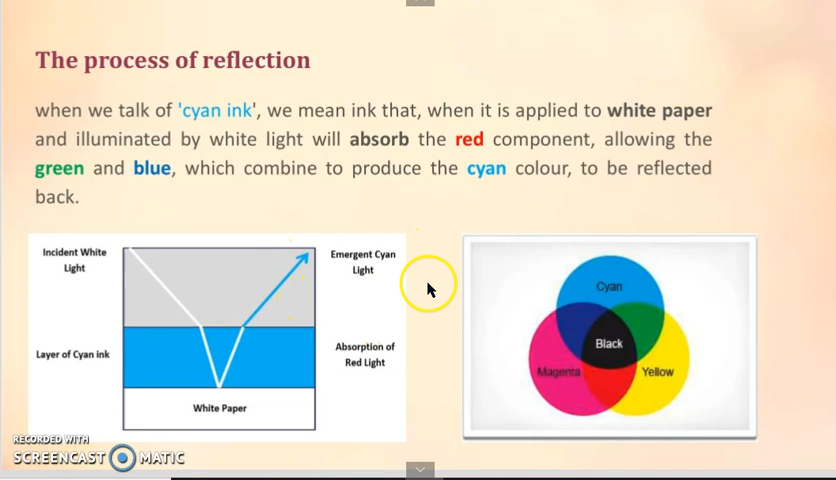 The process of reflection
when we talk of 'cyan ink', we mean ink that, when it is applied to white paper
and illuminated by white light will absorb the red component, allowing the
green and blue, which combine to produce the cyan colour, to be reflected
back.
Incident White
Light
Emergent Cyan
Light
Layer of Cyan ink
Absorption of
Red Light
White Paper
Cyan
Black
Magenta
Yellow
RECORDED WITH
SCREENCAST MATIC